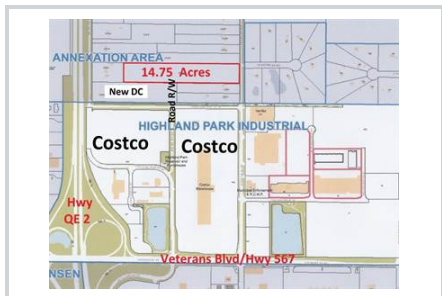 ANNEXATION AREA
14.75 Acres
New DC
Road R/W
HIGHLAND PARK INDUSTRIAL
Costco
Costco
Hwy
QE 2
Veterans Blvd/Hwy 567
NSEN